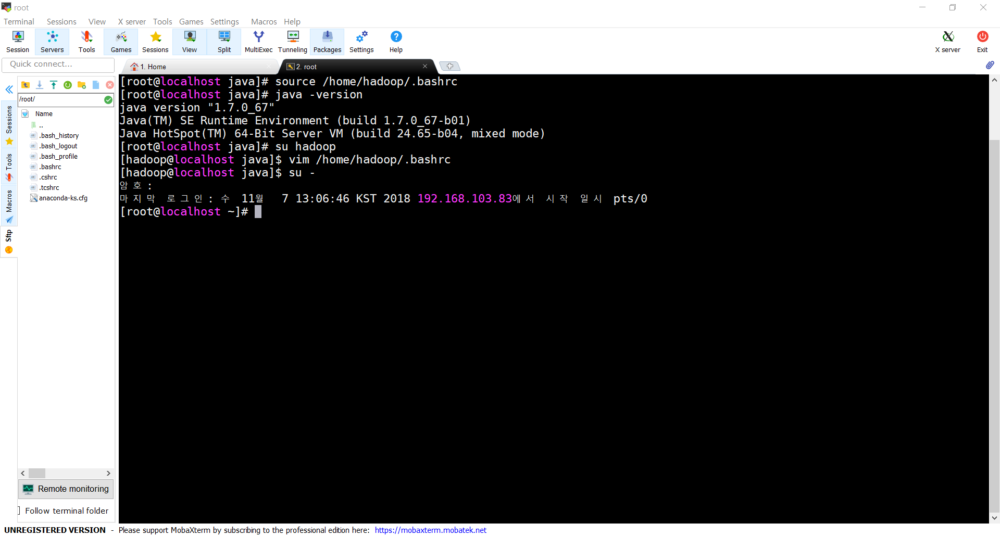 root
Terminal Sessions View X server Tools Games Settings Macros Help
Session Servers Tools Games Sessions View Split MultiExec Tunneling Packages Settings Help X server Exit
Quick connect...
1. Home
2. root
/root/
Name
..
.bash_history
.bash_logout
.bash_profile
.bashrc
.cshrc
.tcshrc
anaconda-ks.cfg
Sessions
Tools
Macros
Sftp
[root@localhost java]# source /home/hadoop/.bashrc
[root@localhost java]# java -version
java version "1.7.0_67"
Java(TM) SE Runtime Environment (build 1.7.0_67-b01)
Java HotSpot(TM) 64-Bit Server VM (build 24.65-b04, mixed mode)
[root@localhost java]# su hadoop
[hadoop@localhost java]$ vim /home/hadoop/.bashrc
[hadoop@localhost java]$ su -
암호:
마지막 로그인: 수 11월  7 13:06:46 KST 2018 192.168.103.83에서 시작 일시 pts/0
[root@localhost ~]#
Remote monitoring
Follow terminal folder
UNREGISTERED VERSION - Please support MobaXterm by subscribing to the professional edition here: https://mobaxterm.mobatek.net